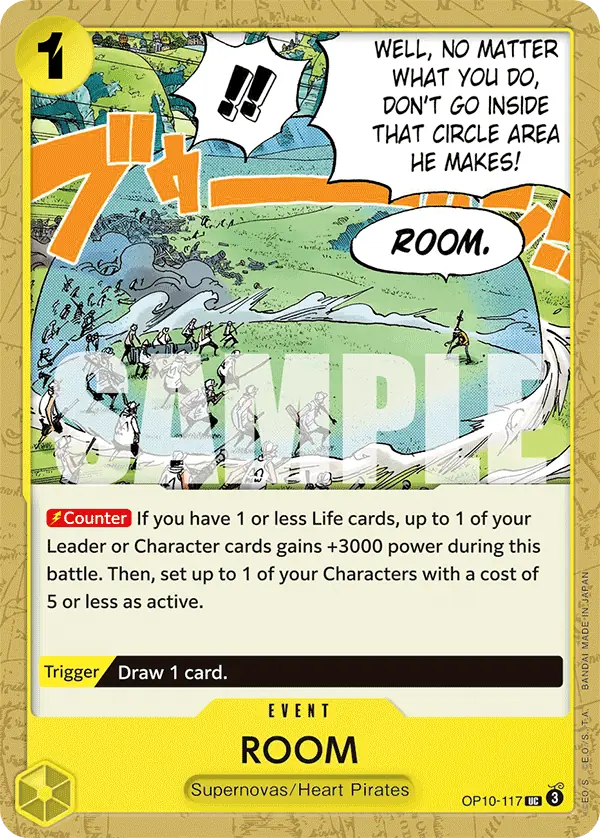 1
!!
WELL, NO MATTER
WHAT YOU DO,
DON'T GO INSIDE
THAT CIRCLE AREA
HE MAKES!
ブゥーーン!!
ROOM.
SAMPLE
Counter If you have 1 or less Life cards, up to 1 of your
Leader or Character cards gains +3000 power during this
battle. Then, set up to 1 of your Characters with a cost of
5 or less as active.
Trigger Draw 1 card.
EVENT
ROOM
Supernovas/Heart Pirates
OP10-117 UC 3
BANDAI MADE IN JAPAN